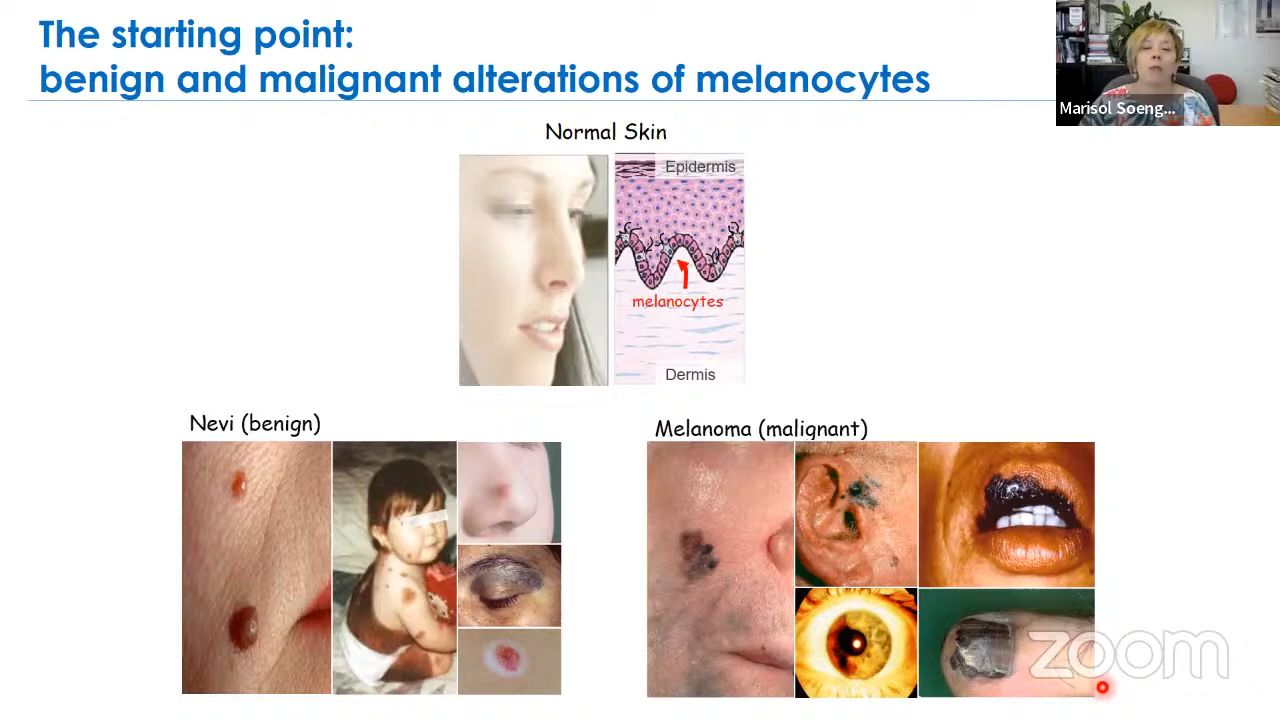 The starting point:
benign and malignant alterations of melanocytes
Marisol Soeng...
Normal Skin
Epidermis
melanocytes
Dermis
Nevi (benign)
Melanoma (malignant)
zoom